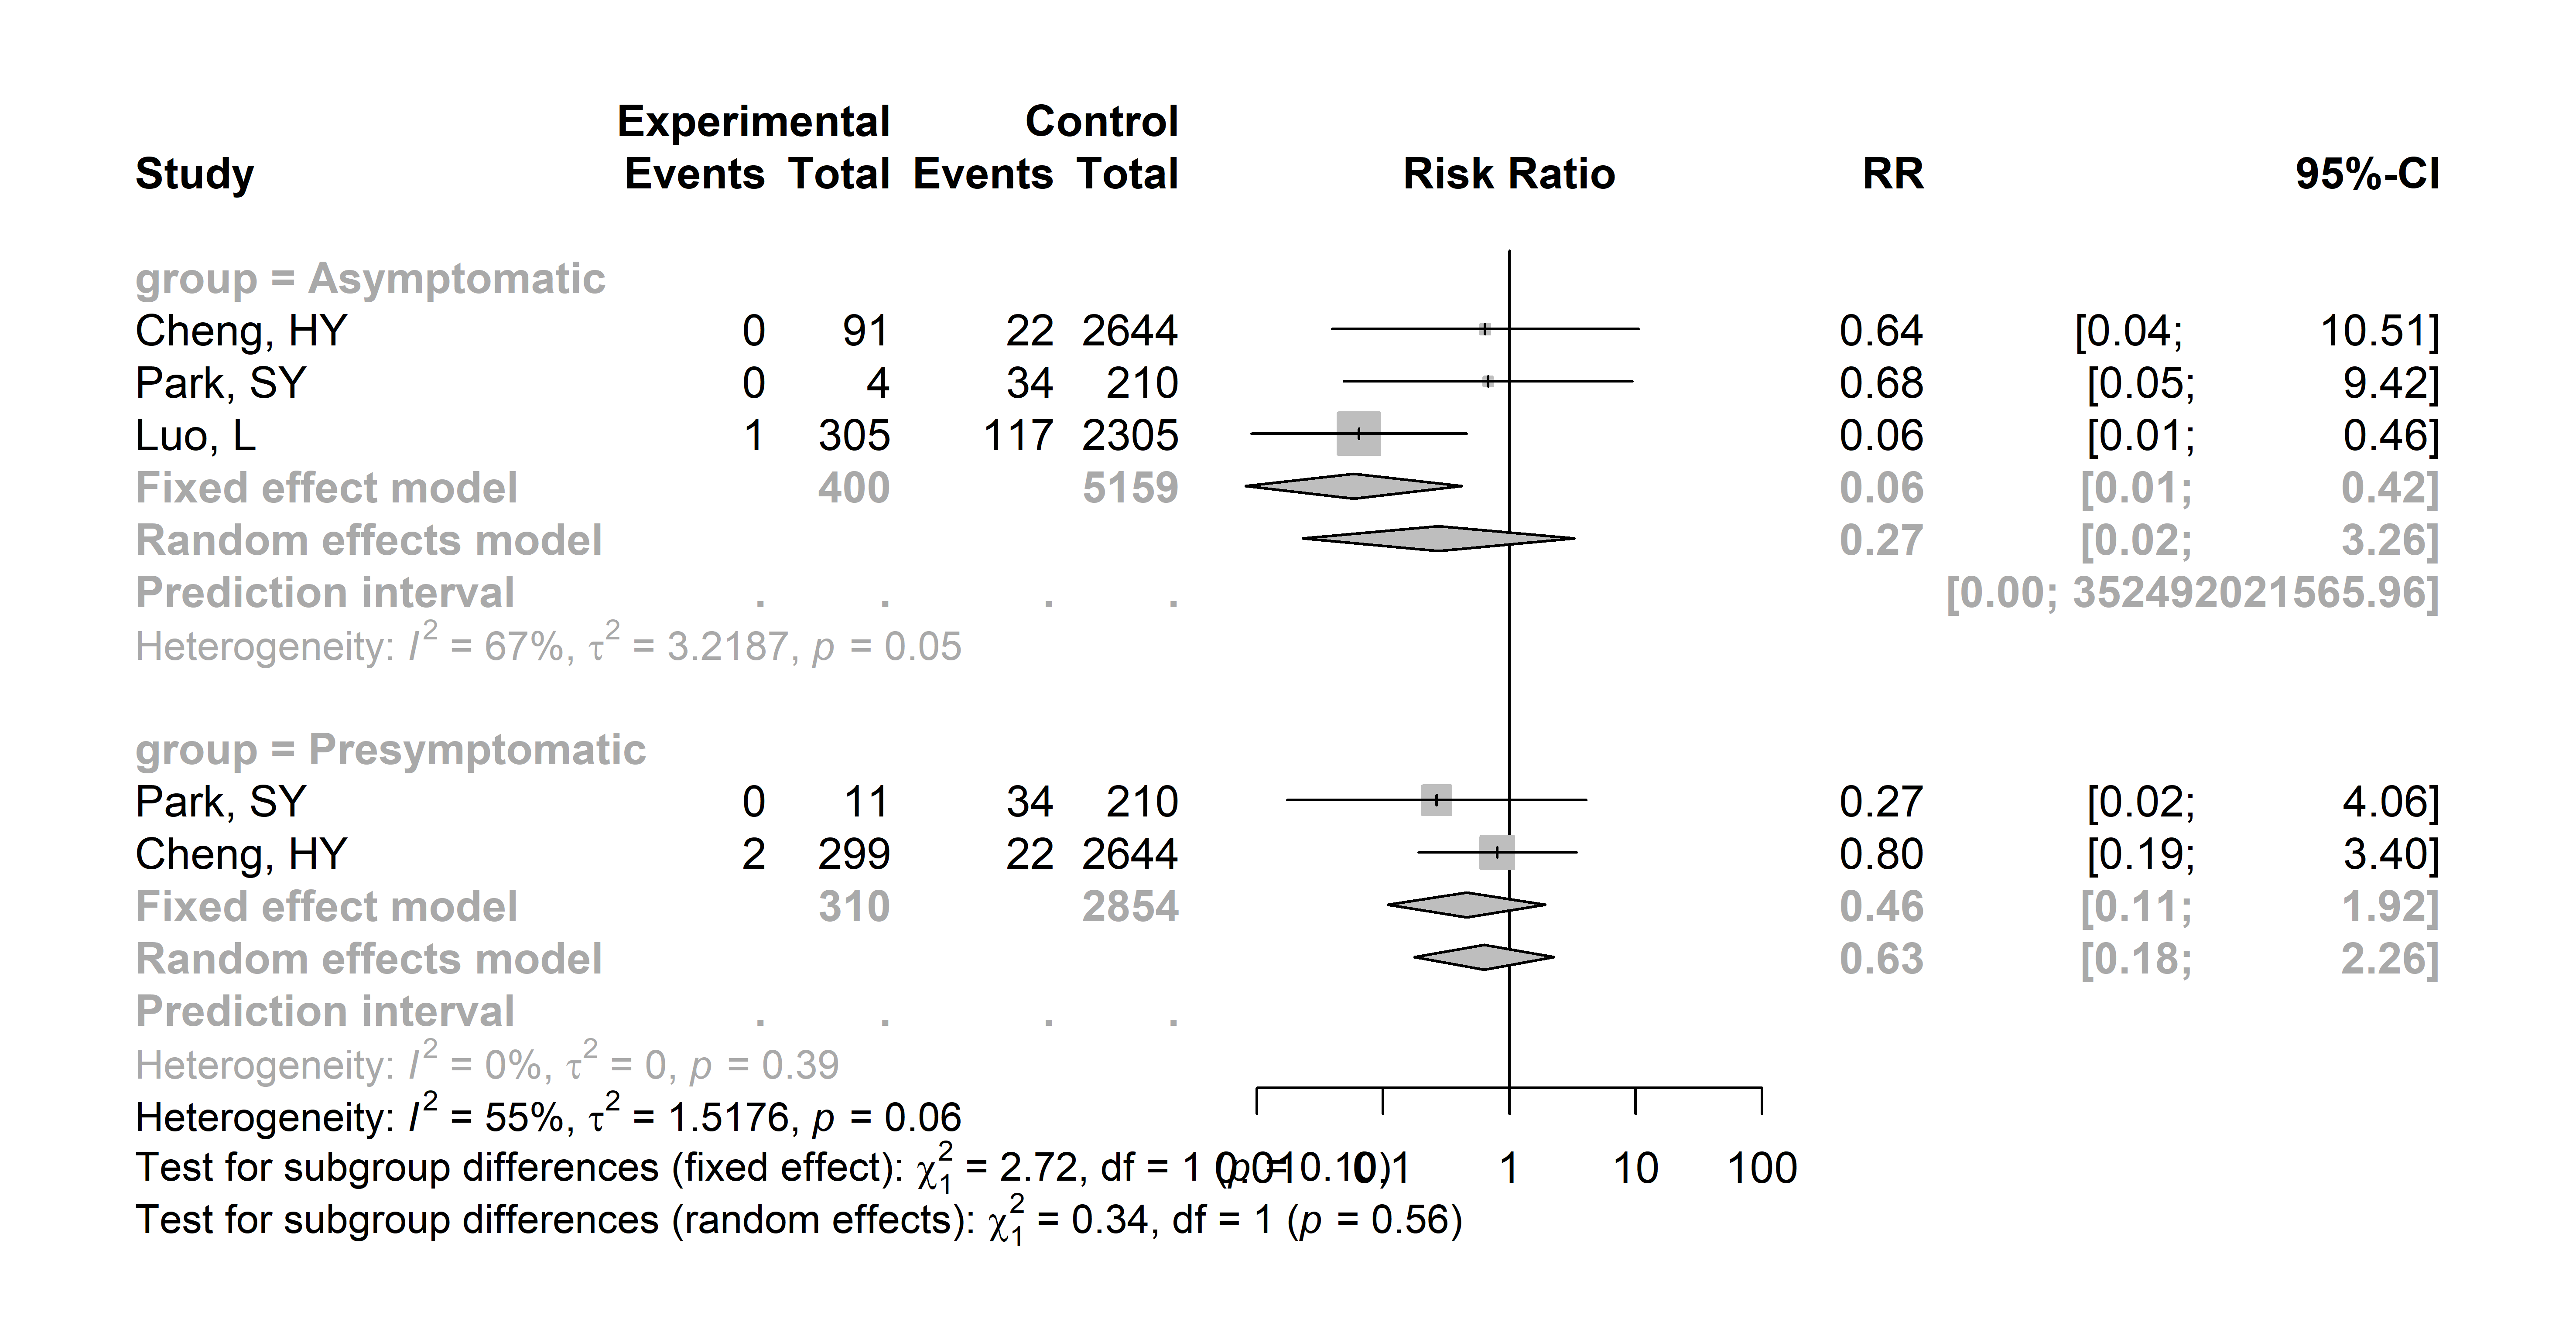 Experimental Control
Study Events Total Events Total Risk Ratio RR 95%-CI
group = Asymptomatic
Cheng, HY 0 91 22 2644 0.64 [0.04; 10.51]
Park, SY 0 4 34 210 0.68 [0.05; 9.42]
Luo, L 1 305 117 2305 0.06 [0.01; 0.46]
Fixed effect model 400 5159 0.06 [0.01; 0.42]
Random effects model 0.27 [0.02; 3.26]
Prediction interval . . . . [0.00; 352492021565.96]
Heterogeneity: I² = 67%, τ² = 3.2187, p = 0.05
group = Presymptomatic
Park, SY 0 11 34 210 0.27 [0.02; 4.06]
Cheng, HY 2 299 22 2644 0.80 [0.19; 3.40]
Fixed effect model 310 2854 0.46 [0.11; 1.92]
Random effects model 0.63 [0.18; 2.26]
Prediction interval . . . .
Heterogeneity: I² = 0%, τ² = 0, p = 0.39
Heterogeneity: I² = 55%, τ² = 1.5176, p = 0.06
Test for subgroup differences (fixed effect): χ₁² = 2.72, df = 1 (p = 0.10)
0.01 0.1 1 10 100
Test for subgroup differences (random effects): χ₁² = 0.34, df = 1 (p = 0.56)